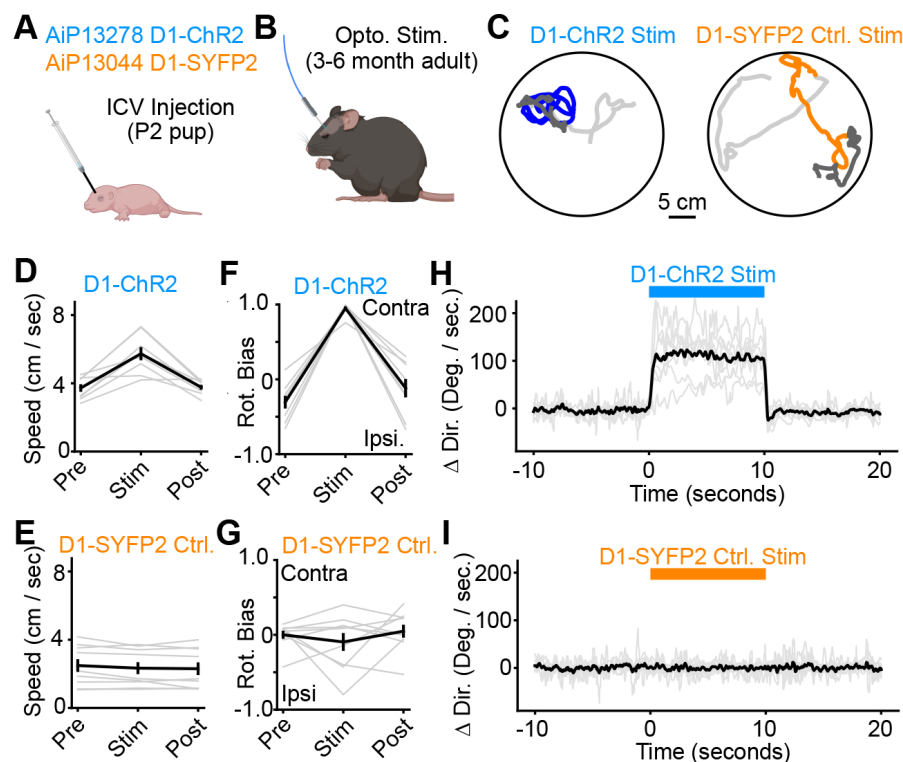 A
AiP13278 D1-ChR2
AiP13044 D1-SYFP2
ICV Injection
(P2 pup)
B
Opto. Stim.
(3-6 month adult)
C
D1-ChR2 Stim
D1-SYFP2 Ctrl. Stim
5 cm
D
D1-ChR2
Speed (cm / sec)
8
4
0
Pre
Stim
Post
F
D1-ChR2
Rot. Bias
1.0
0
-1.0
Contra
Ipsi.
Pre
Stim
Post
H
D1-ChR2 Stim
Δ Dir. (Deg. / sec.)
200
100
0
-10
0
10
20
Time (seconds)
E
D1-SYFP2 Ctrl.
Speed (cm / sec)
8
4
0
Pre
Stim
Post
G
D1-SYFP2 Ctrl.
Rot. Bias
1.0
0
-1.0
Contra
Ipsi
Pre
Stim
Post
I
D1-SYFP2 Ctrl. Stim
Δ Dir. (Deg. / sec.)
200
100
0
-10
0
10
20
Time (seconds)